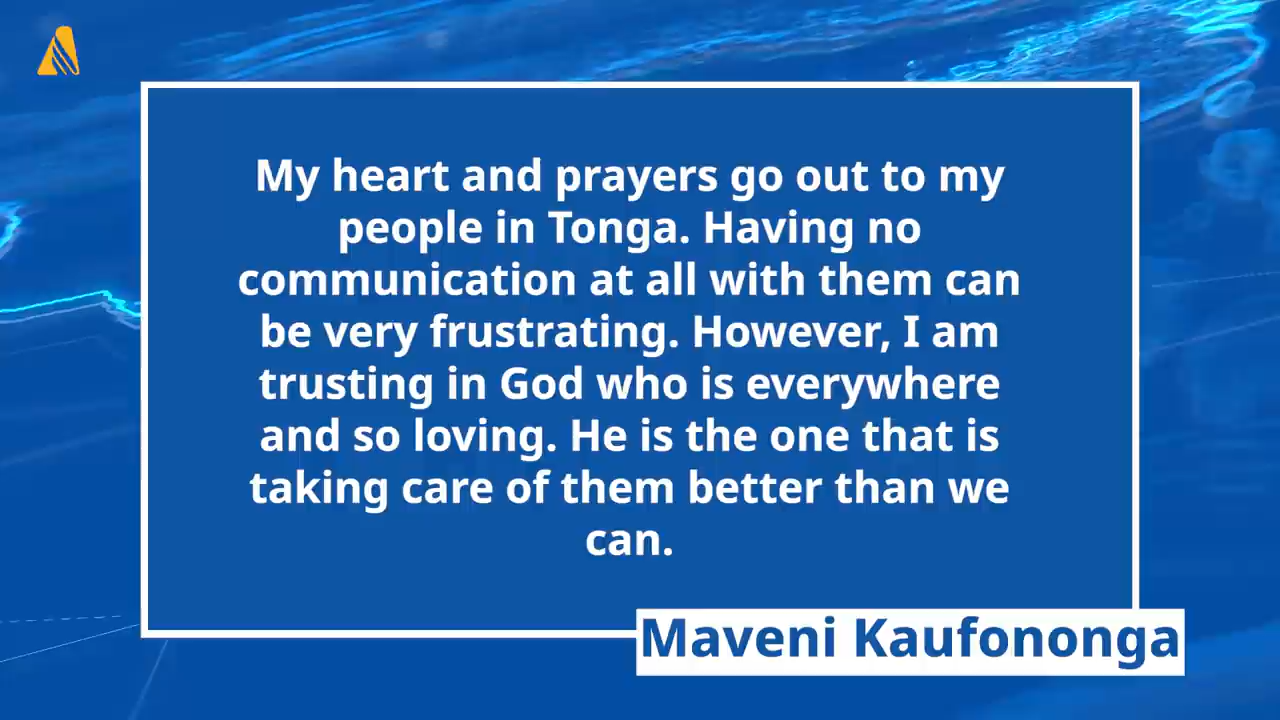 My heart and prayers go out to my
people in Tonga. Having no
communication at all with them can
be very frustrating. However, I am
trusting in God who is everywhere
and so loving. He is the one that is
taking care of them better than we
can.
Maveni Kaufononga